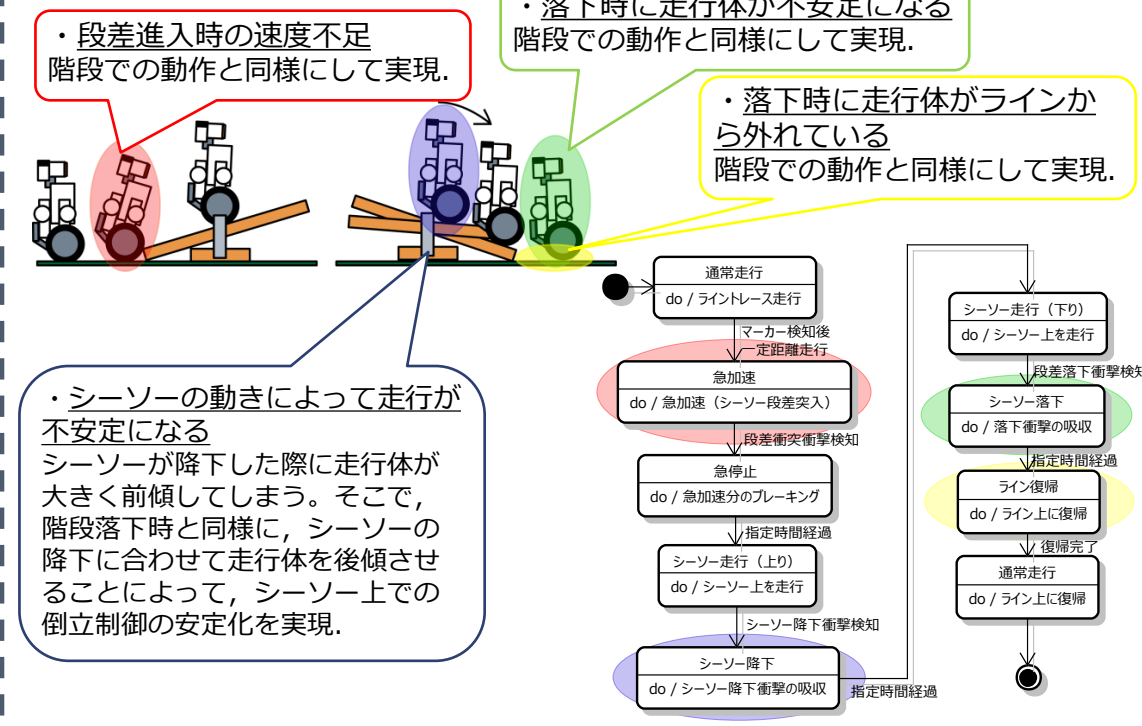 ・段差進入時の速度不足
階段での動作と同様にして実現.
・落下時に走行体が不安定になる
階段での動作と同様にして実現.
・落下時に走行体がラインか
ら外れている
階段での動作と同様にして実現.
・シーソーの動きによって走行が
不安定になる
シーソーが降下した際に走行体が
大きく前傾してしまう。そこで,
階段落下時と同様に,シーソーの
降下に合わせて走行体を後傾させ
ることによって,シーソー上での
倒立制御の安定化を実現.
通常走行
do / ライントレース走行
マーカー検知後
一定距離走行
急加速
do / 急加速(シーソー段差突入)
段差衝突衝撃検知
急停止
do / 急加速分のブレーキング
指定時間経過
シーソー走行(上り)
do / シーソー上を走行
シーソー降下衝撃検知
シーソー降下
do / シーソー降下衝撃の吸収
指定時間経過
シーソー走行(下り)
do / シーソー上を走行
段差落下衝撃検知
シーソー落下
do / 落下衝撃の吸収
指定時間経過
ライン復帰
do / ライン上に復帰
復帰完了
通常走行
do / ライン上に復帰